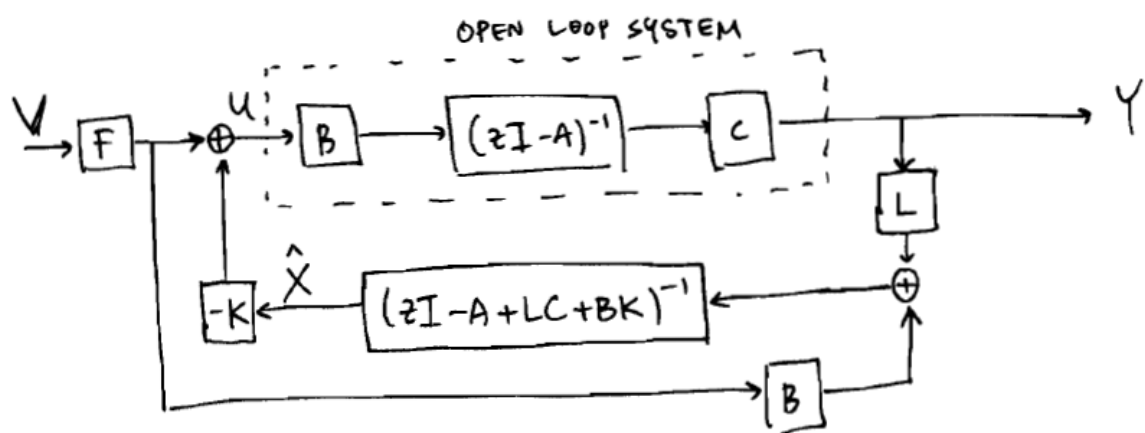 OPEN LOOP SYSTEM
V F u B (zI-A)⁻¹ C Y
L
-K X̂ (zI-A+LC+BK)⁻¹ +
B